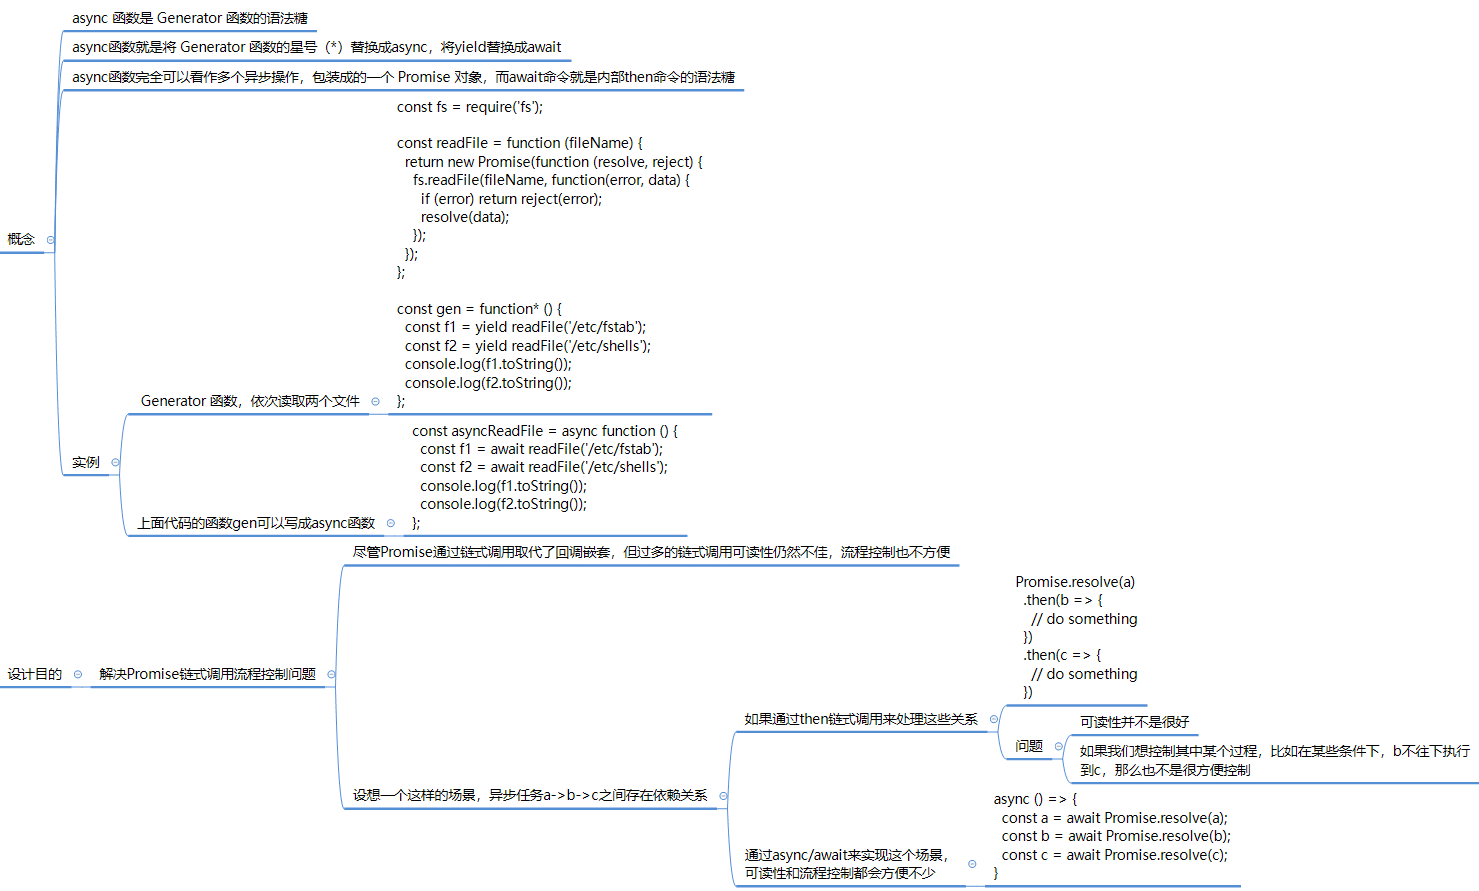 概念
async 函数是 Generator 函数的语法糖
async函数就是将 Generator 函数的星号（*）替换成async，将yield替换成await
async函数完全可以看作多个异步操作，包装成的一个 Promise 对象，而await命令就是内部then命令的语法糖
实例
Generator 函数，依次读取两个文件
const fs = require('fs');
const readFile = function (fileName) {
return new Promise(function (resolve, reject) {
fs.readFile(fileName, function(error, data) {
if (error) return reject(error);
resolve(data);
});
});
};
const gen = function* () {
const f1 = yield readFile('/etc/fstab');
const f2 = yield readFile('/etc/shells');
console.log(f1.toString());
console.log(f2.toString());
};
上面代码的函数gen可以写成async函数
const asyncReadFile = async function () {
const f1 = await readFile('/etc/fstab');
const f2 = await readFile('/etc/shells');
console.log(f1.toString());
console.log(f2.toString());
};
设计目的
解决Promise链式调用流程控制问题
尽管Promise通过链式调用取代了回调嵌套，但过多的链式调用可读性仍然不佳，流程控制也不方便
设想一个这样的场景，异步任务a->b->c之间存在依赖关系
如果通过then链式调用来处理这些关系
Promise.resolve(a)
.then(b => {
// do something
})
.then(c => {
// do something
})
问题
可读性并不是很好
如果我们想控制其中某个过程，比如在某些条件下，b不往下执行
到c，那么也不是很方便控制
通过async/await来实现这个场景，
可读性和流程控制都会方便不少
async () => {
const a = await Promise.resolve(a);
const b = await Promise.resolve(b);
const c = await Promise.resolve(c);
}